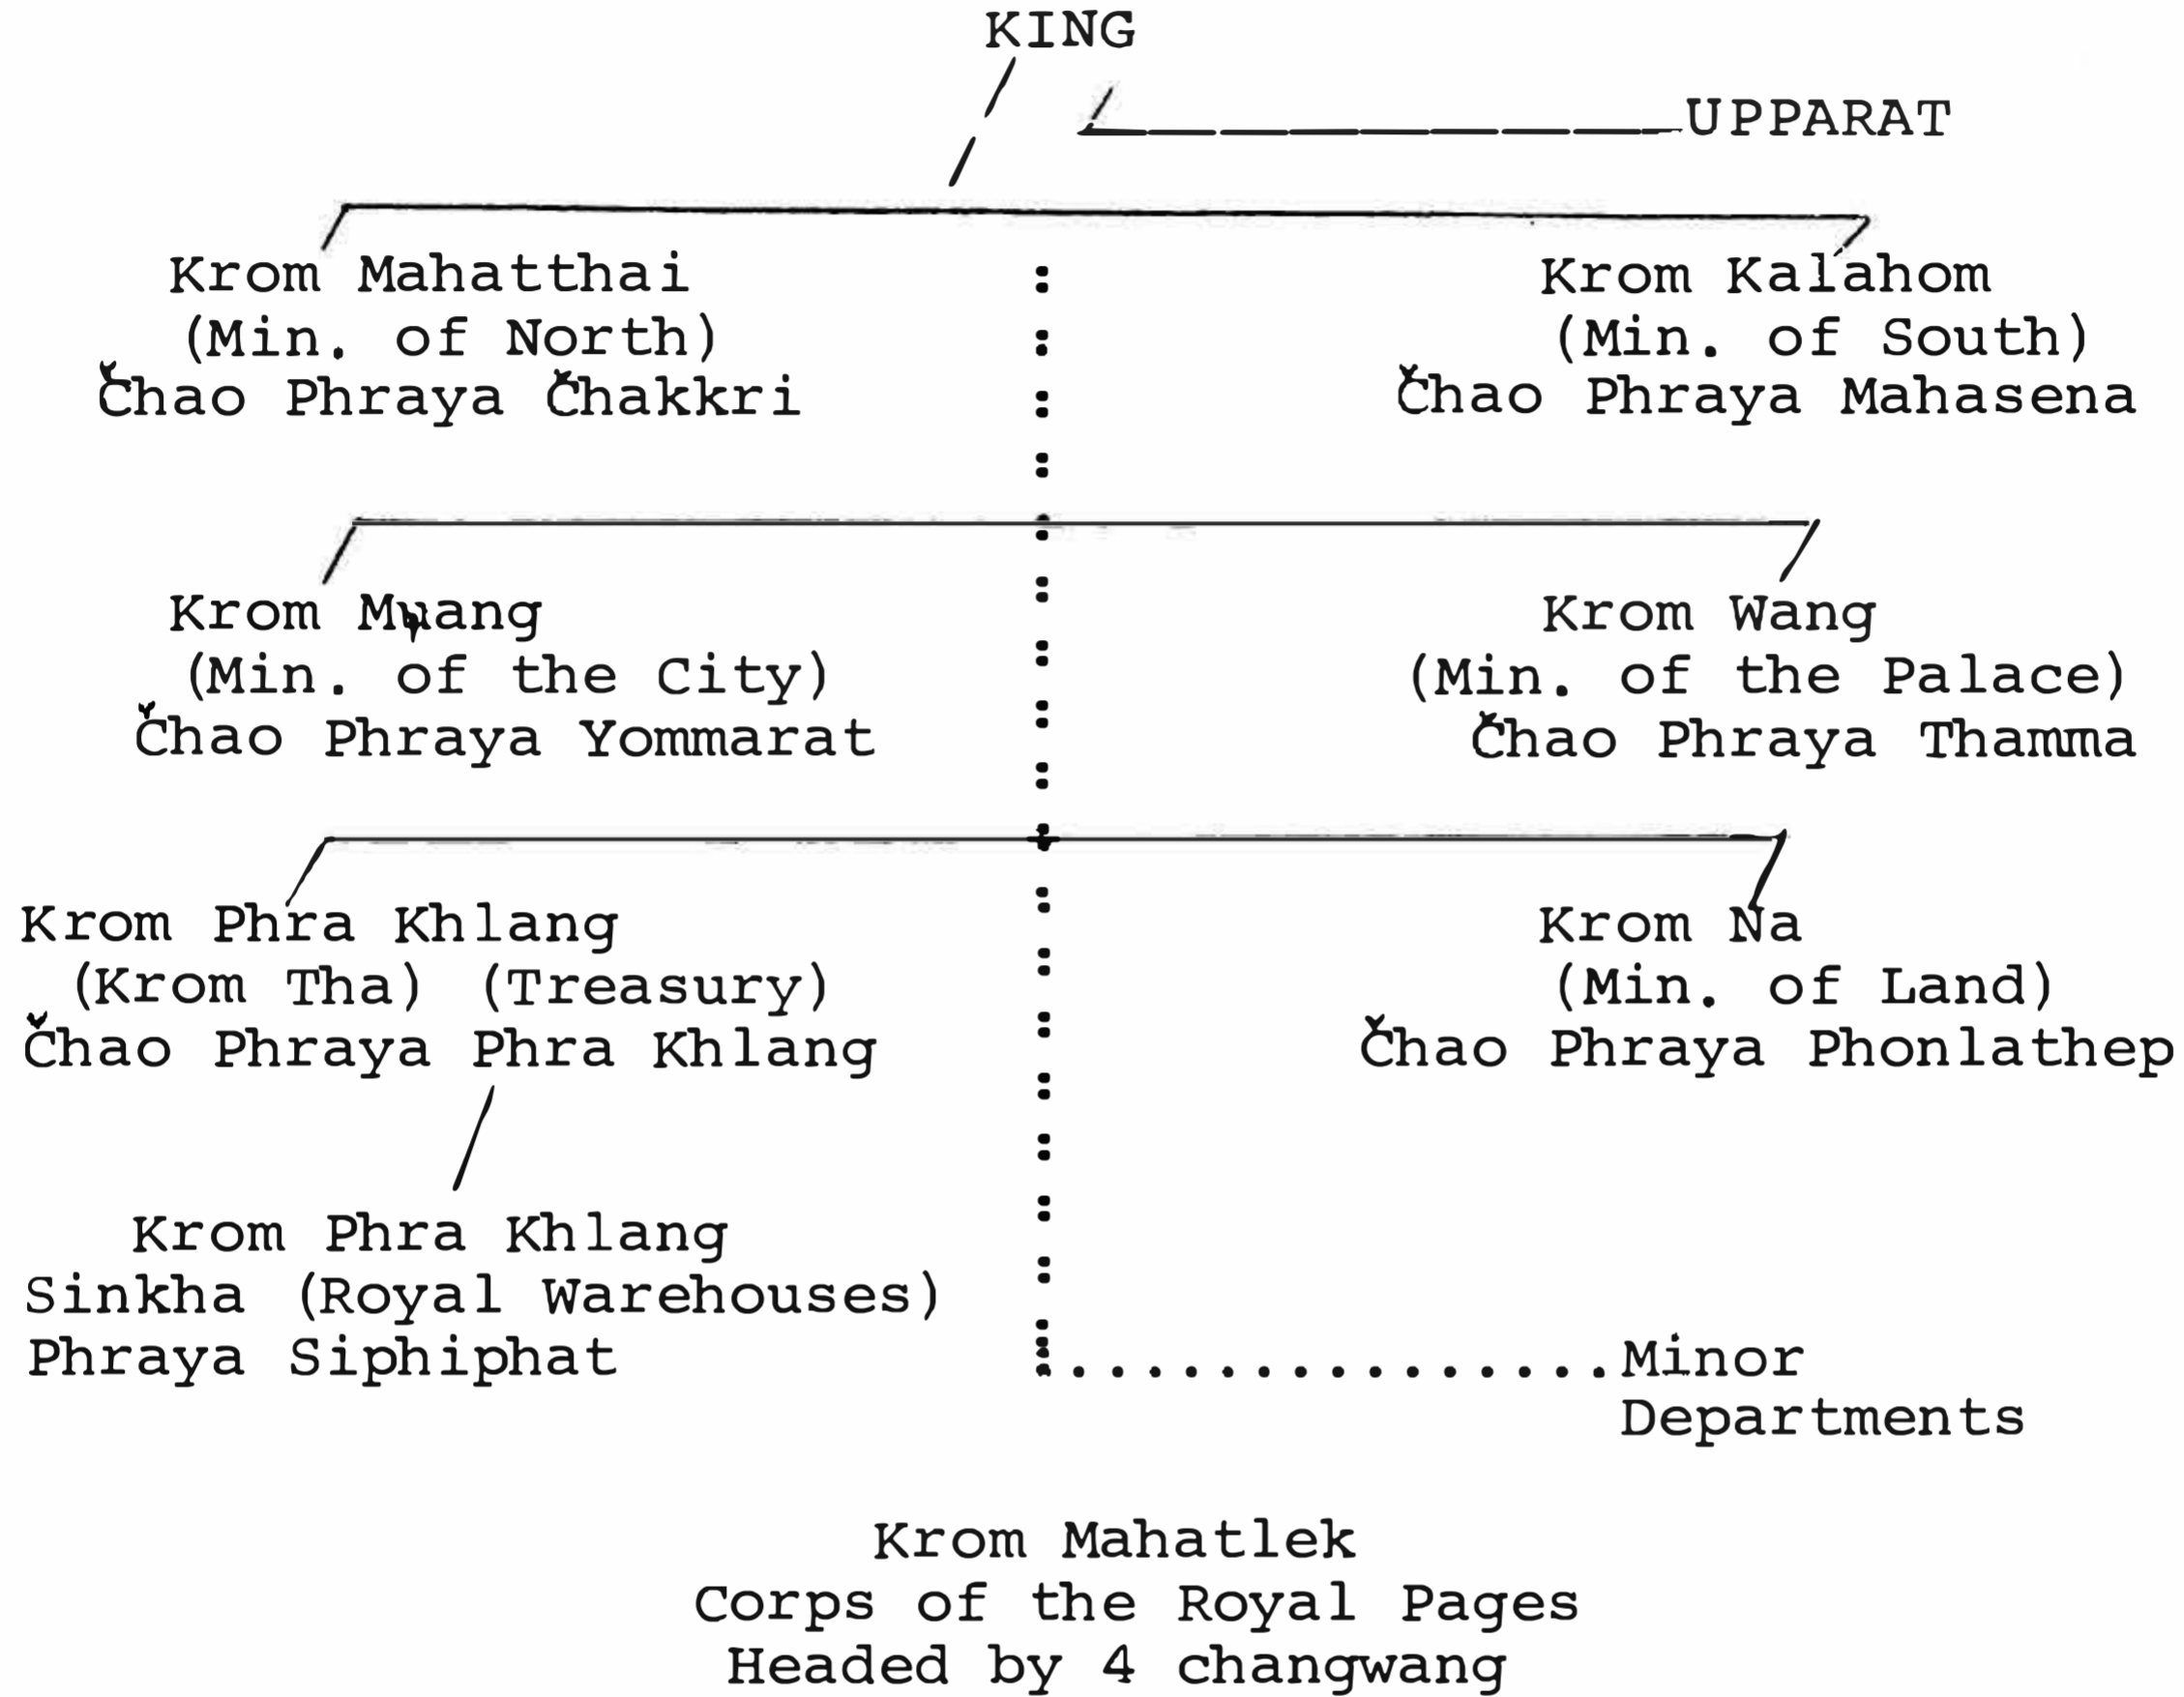 KING
UPPARAT
Krom Mahatthai
(Min. of North)
Čhao Phraya Čhakkri
Krom Kalahom
(Min. of South)
Čhao Phraya Mahasena
Krom Mụang
(Min. of the City)
Čhao Phraya Yommarat
Krom Wang
(Min. of the Palace)
Čhao Phraya Thamma
Krom Phra Khlang
(Krom Tha) (Treasury)
Čhao Phraya Phra Khlang
Krom Na
(Min. of Land)
Čhao Phraya Phonlathep
Krom Phra Khlang
Sinkha (Royal Warehouses)
Phraya Siphiphat
Minor
Departments
Krom Mahatlek
Corps of the Royal Pages
Headed by 4 changwang